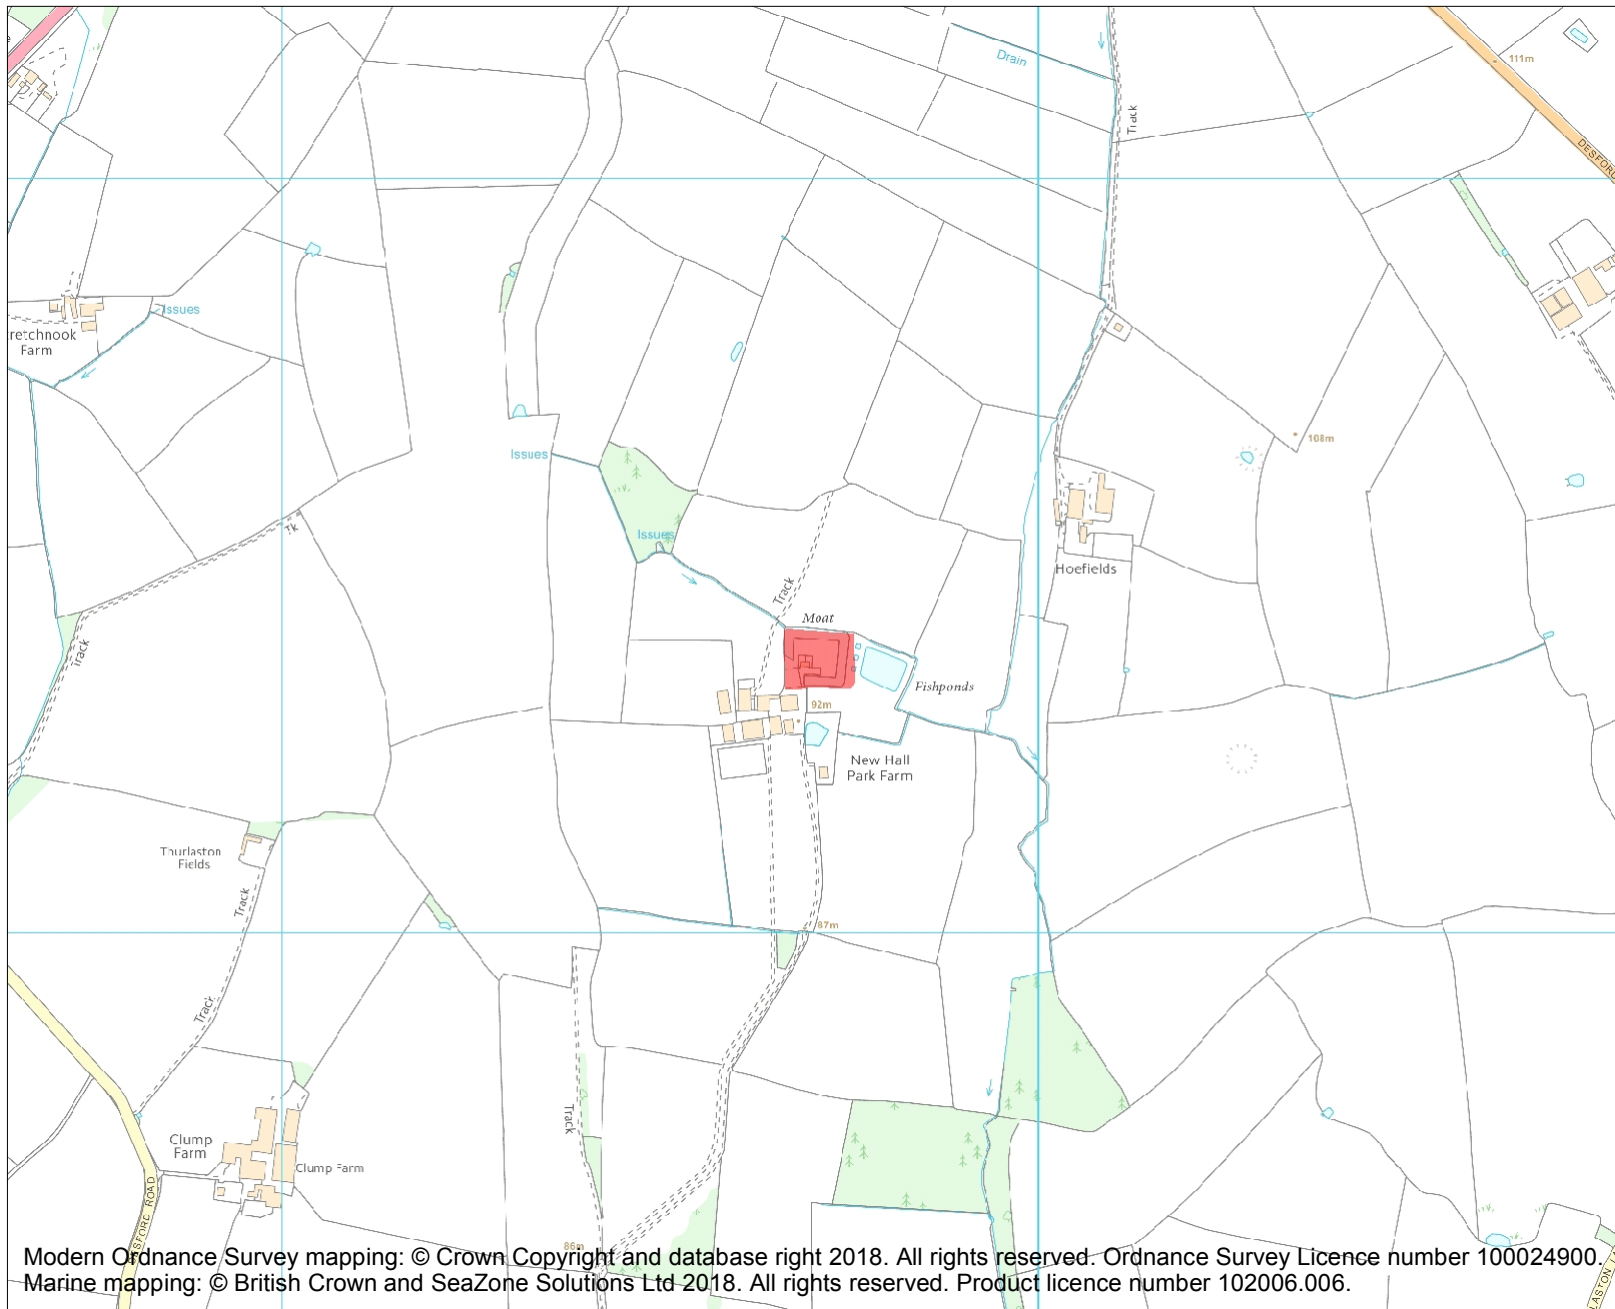 Drain
111m
Track
DESFORD
Issues
retchnook
Farm
108m
Issues
Tk
Issues
Track
Hoefields
Moat
Track
Fishponds
92m
New Hall
Park Farm
Thurlaston
Fields
Track
87m
Track
Track
Clump
Farm
Clump Farm
ROAD
86m
Modern Ordnance Survey mapping: © Crown Copyright and database right 2018. All rights reserved. Ordnance Survey Licence number 100024900.
Marine mapping: © British Crown and SeaZone Solutions Ltd 2018. All rights reserved. Product licence number 102006.006.